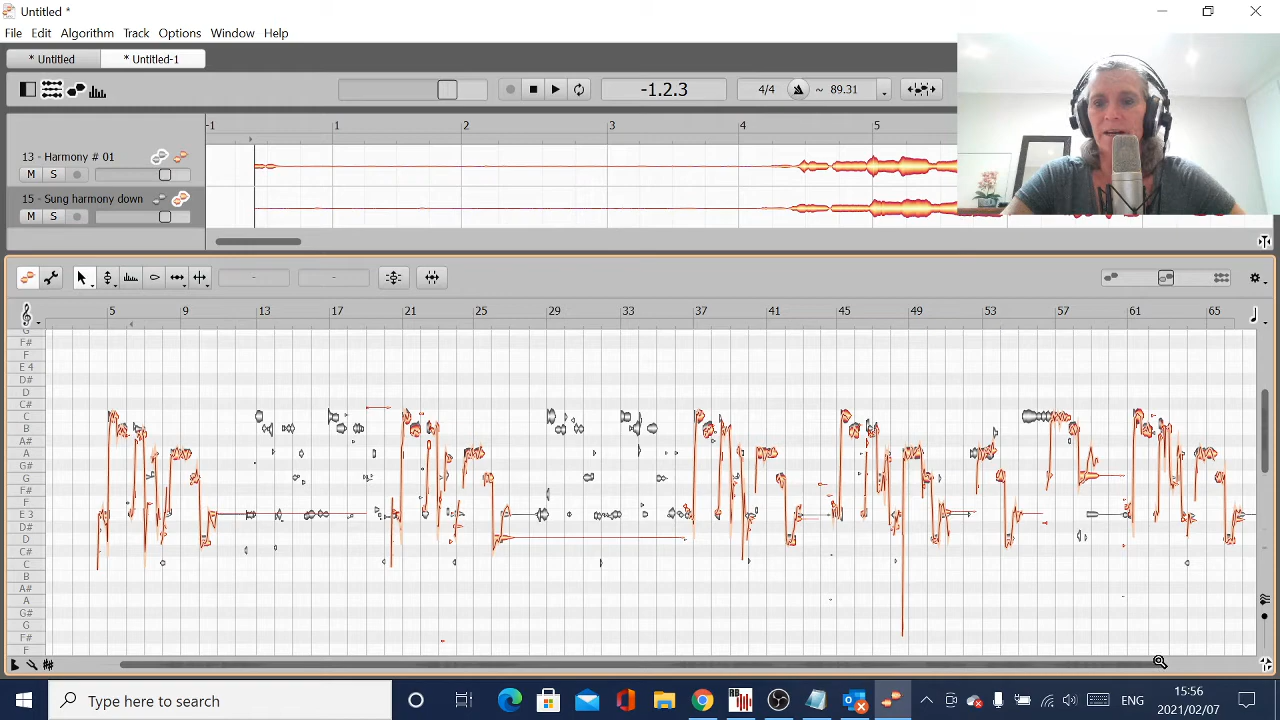 Untitled *
File Edit Algorithm Track Options Window Help
* Untitled * Untitled-1
-1.2.3 4/4 ~ 89.31
-1 1 2 3 4 5
13 - Harmony # 01
M S
15 - Sung harmony down
M S
- -
5 9 13 17 21 25 29 33 37 41 45 49 53 57 61 65
G
F#
F
E 4
D#
D
C#
C
B
A#
A
G#
G
F#
F
E 3
D#
D
C#
C
B
A#
A
G#
G
F#
F
Type here to search
ENG
15:56
2021/02/07